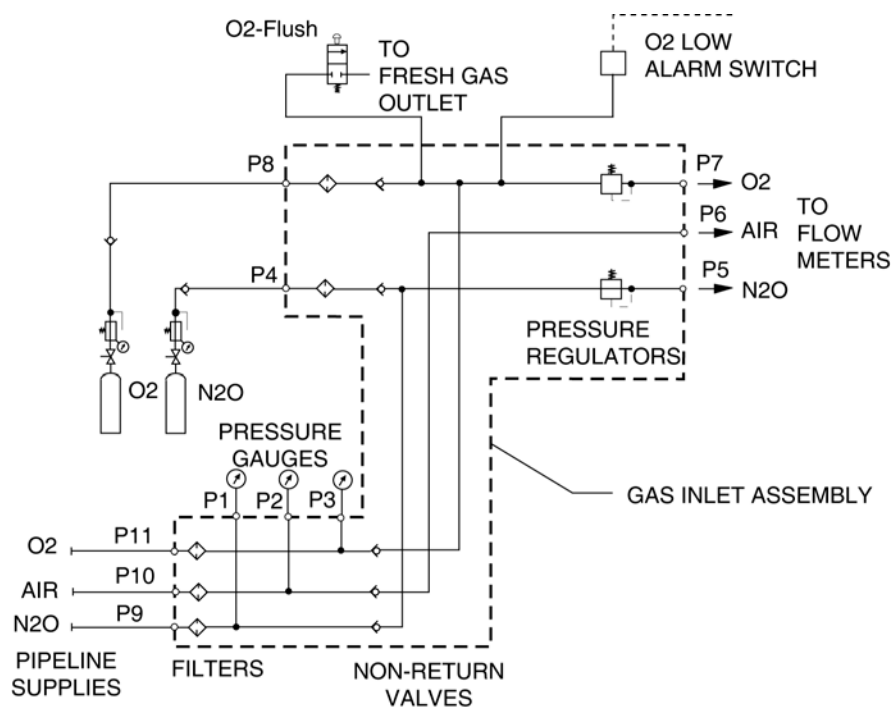 O2-Flush
TO
FRESH GAS
OUTLET
O2 LOW
ALARM SWITCH
P8
P7
O2
P6
AIR
TO
FLOW
METERS
P4
P5
N2O
PRESSURE
REGULATORS
O2
N2O
PRESSURE
GAUGES
P1
P2
P3
GAS INLET ASSEMBLY
O2
P11
AIR
P10
N2O
P9
PIPELINE
SUPPLIES
FILTERS
NON-RETURN
VALVES